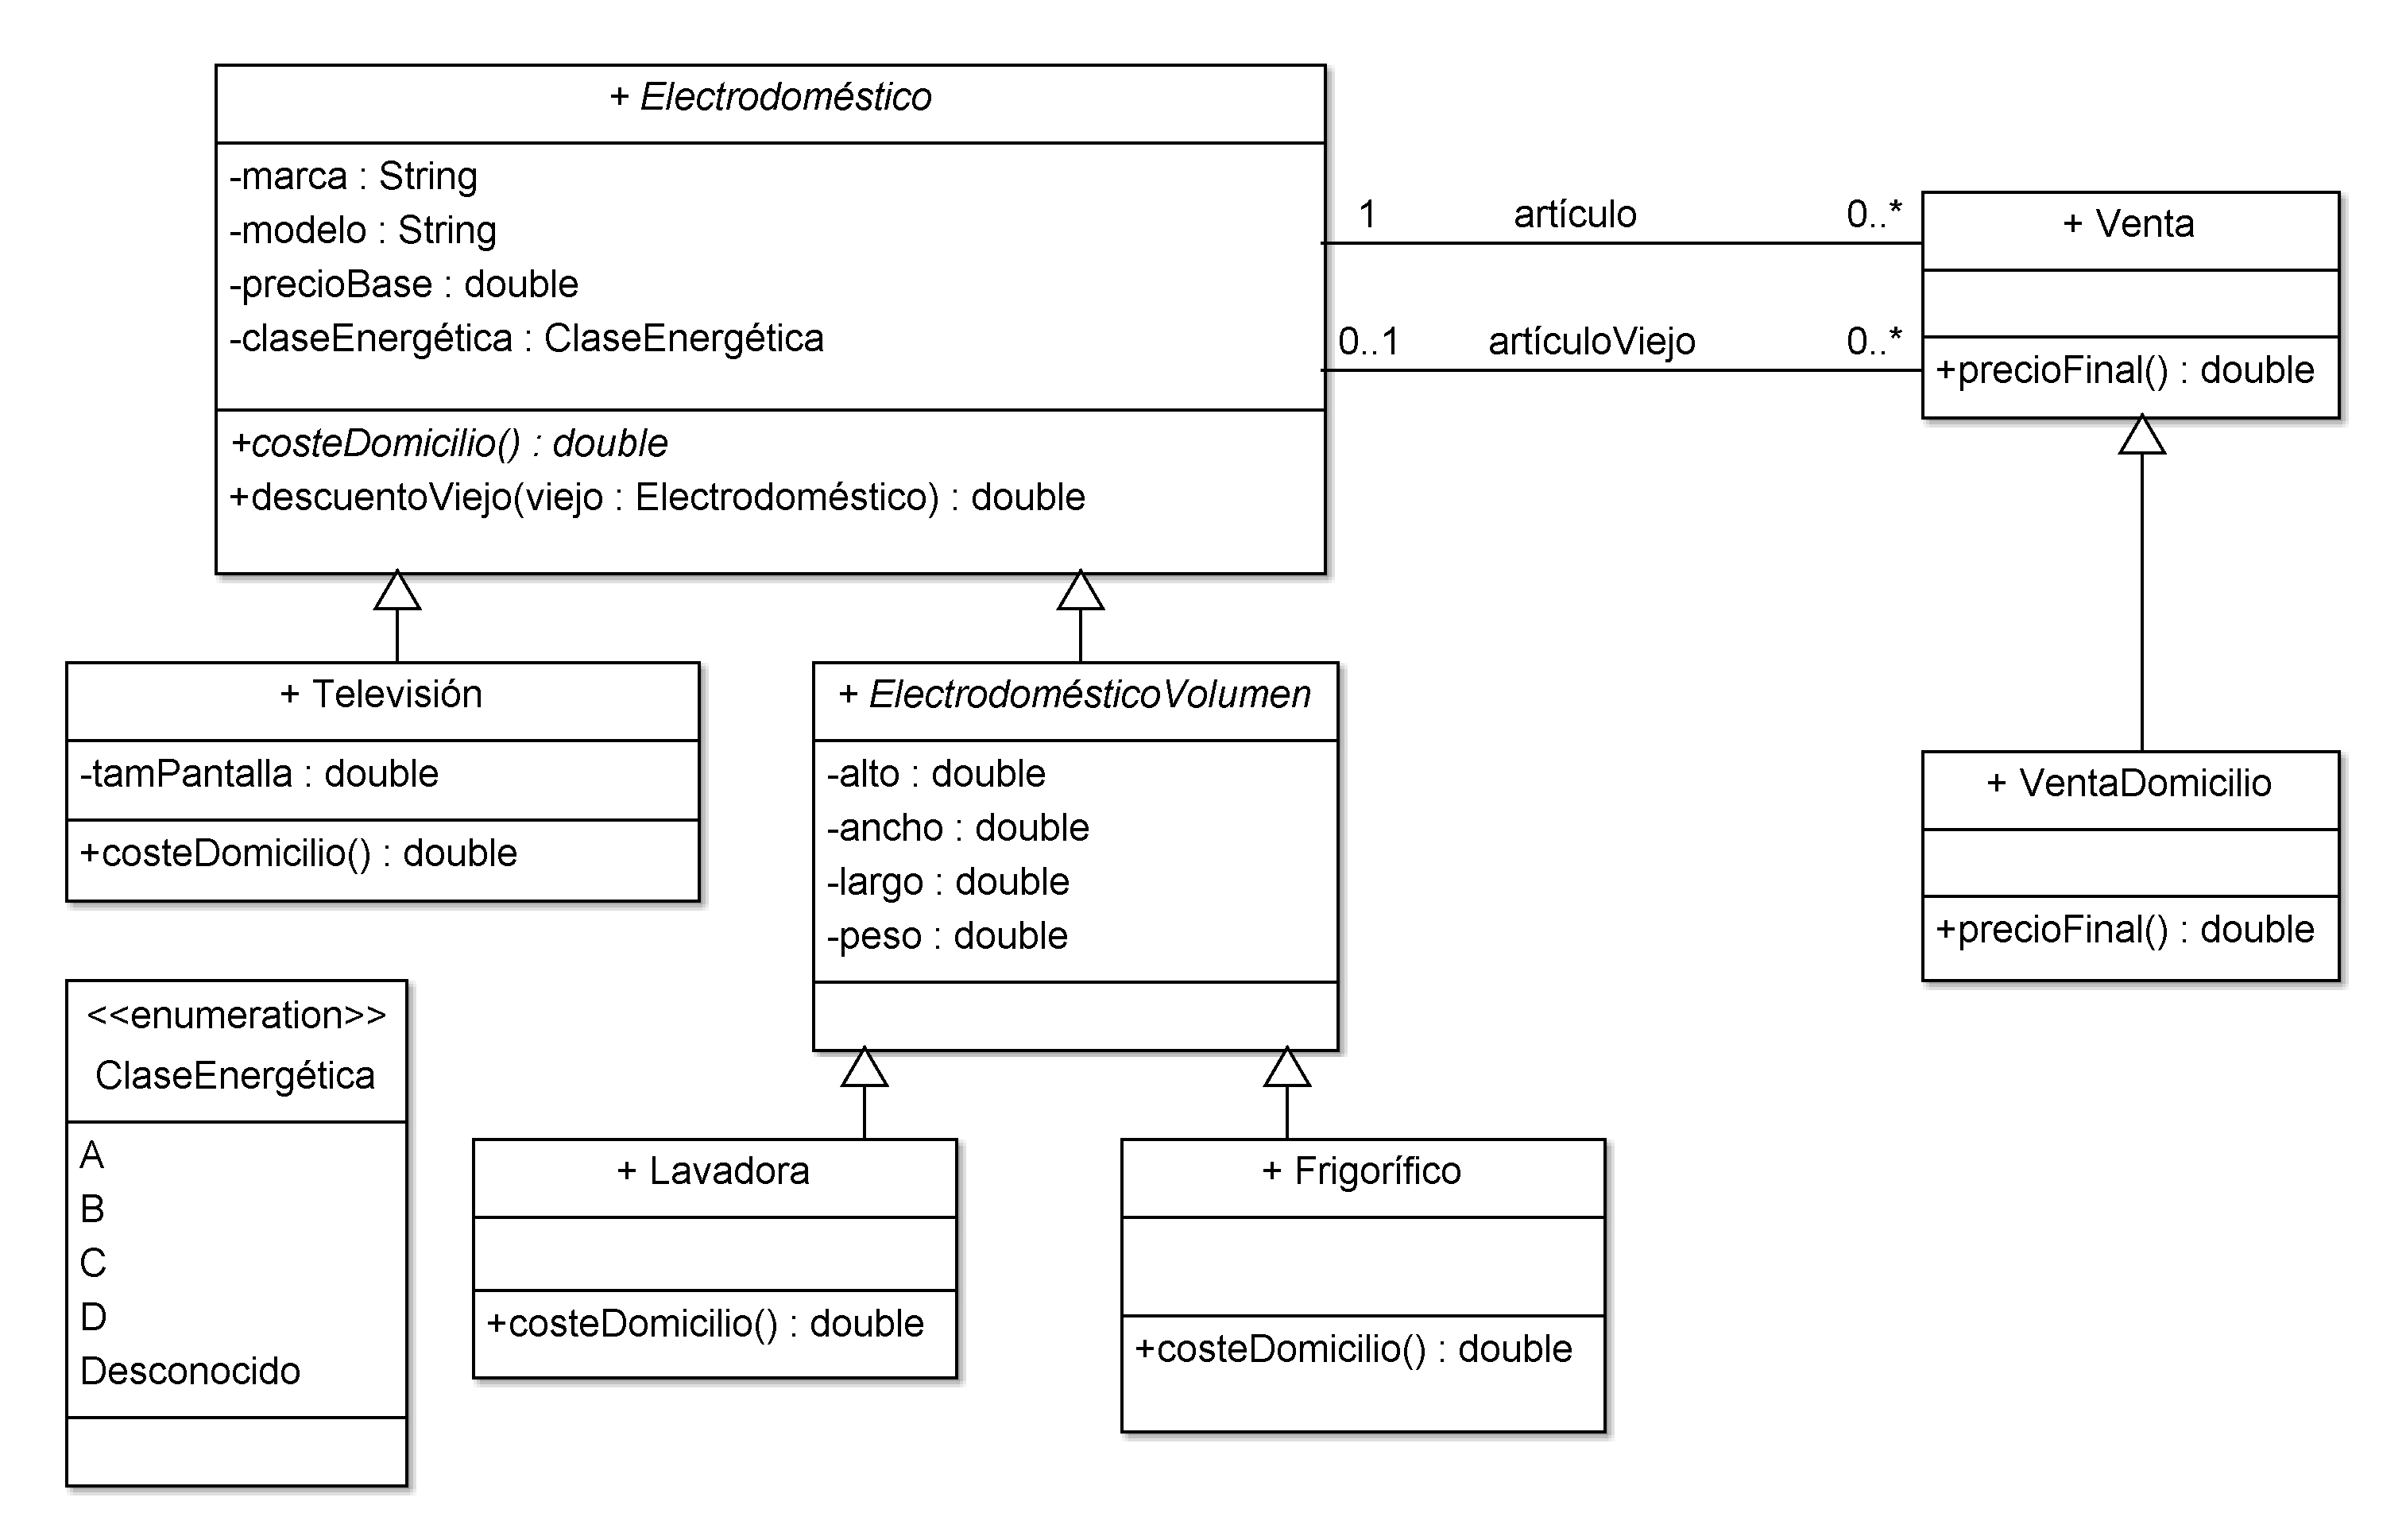 + Electrodoméstico
-marca : String
-modelo : String
-precioBase : double
-claseEnergética : ClaseEnergética
+costeDomicilio() : double
+descuentoViejo(viejo : Electrodoméstico) : double
1 artículo 0..*
0..1 artículoViejo 0..*
+ Venta
+precioFinal() : double
+ Televisión
-tamPantalla : double
+costeDomicilio() : double
+ ElectrodomésticoVolumen
-alto : double
-ancho : double
-largo : double
-peso : double
+ VentaDomicilio
+precioFinal() : double
<<enumeration>>
ClaseEnergética
A
B
C
D
Desconocido
+ Lavadora
+costeDomicilio() : double
+ Frigorífico
+costeDomicilio() : double